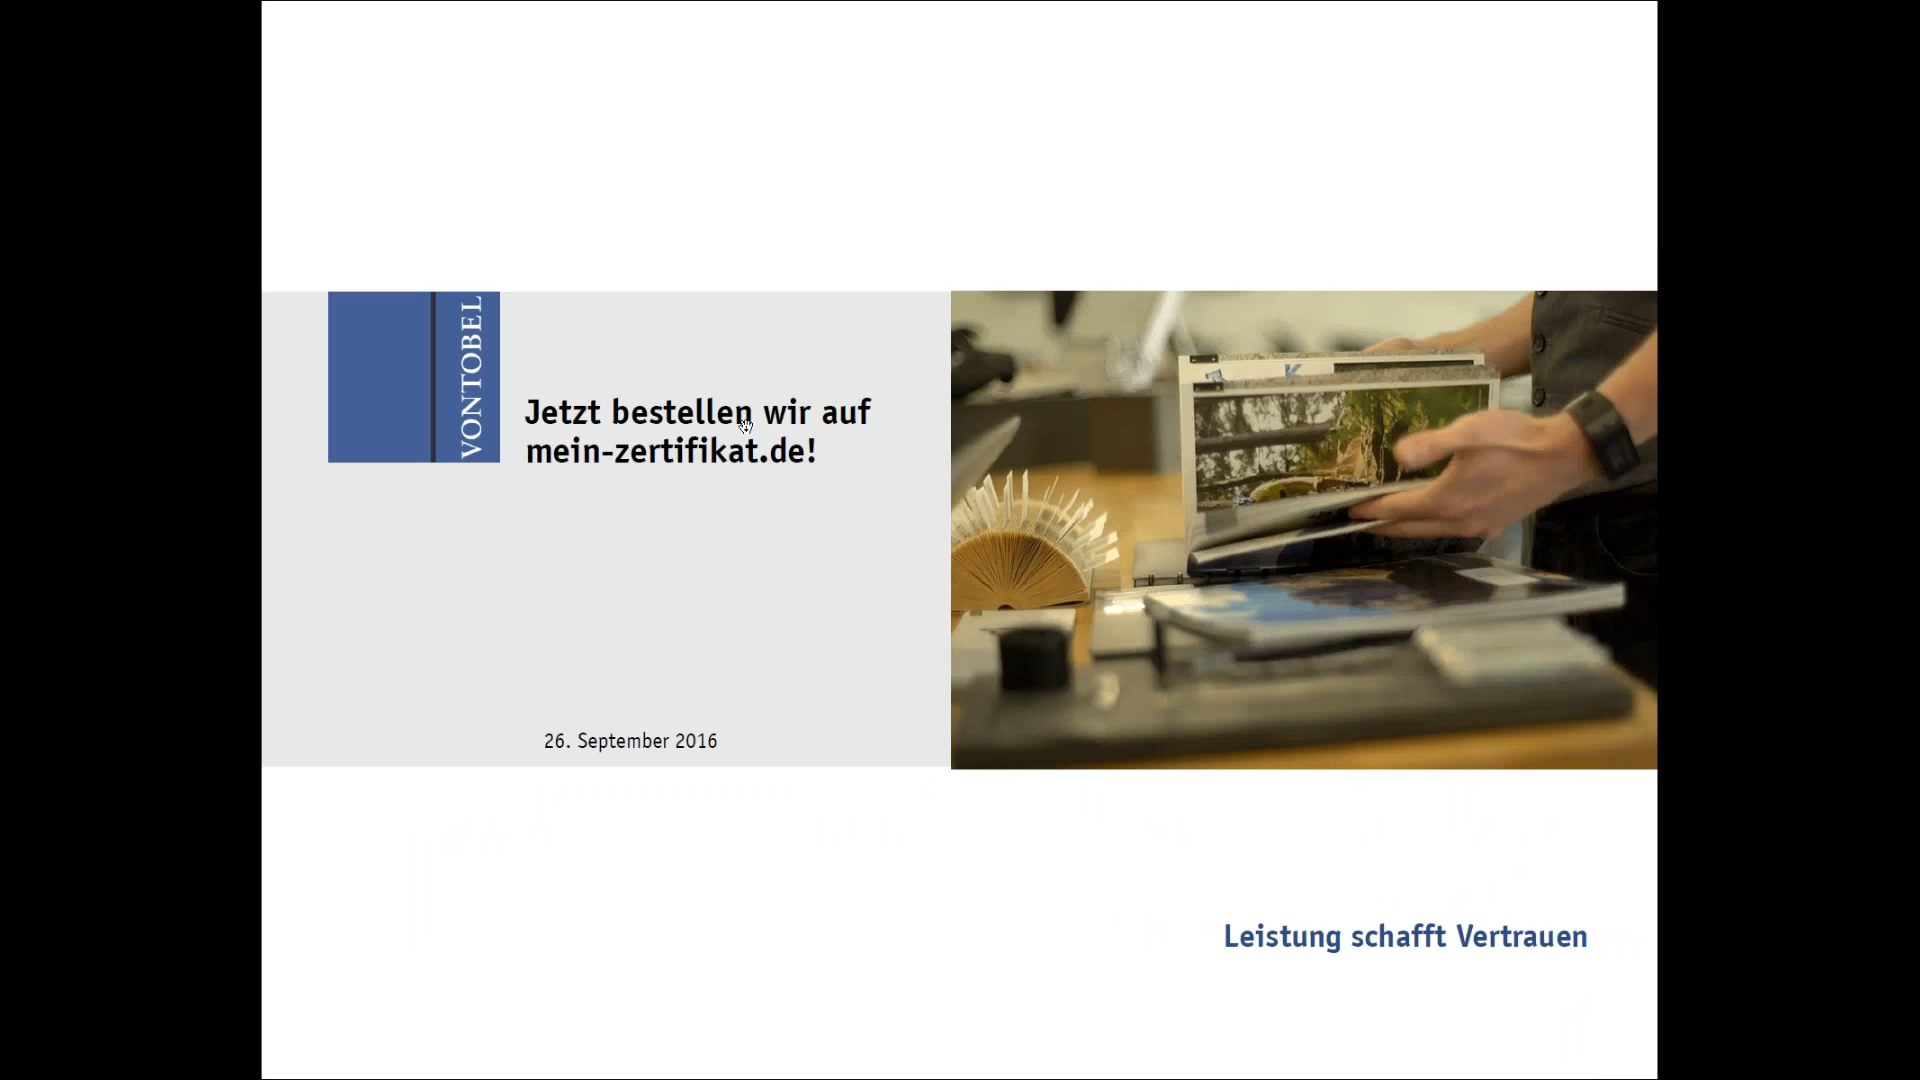 VONTOBEL
Jetzt bestellen wir auf
mein-zertifikat.de!
26. September 2016
Leistung schafft Vertrauen